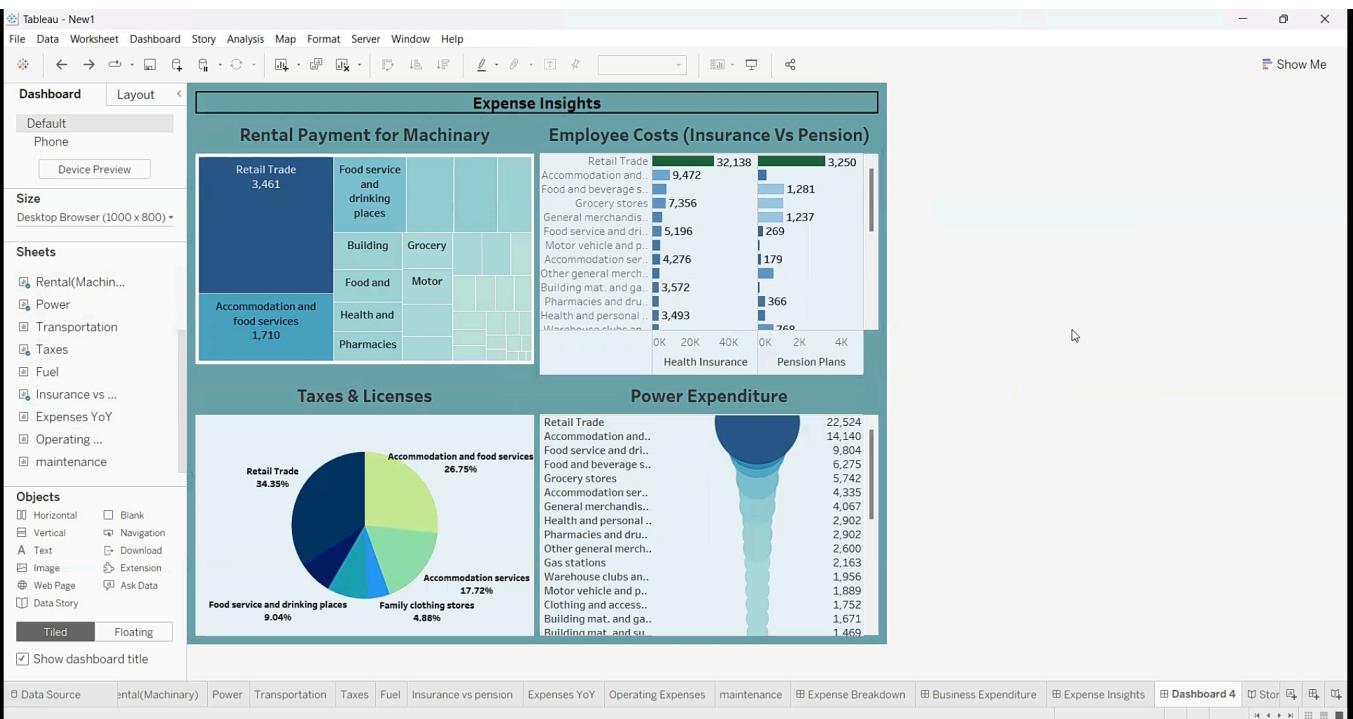 Tableau - New1
File Data Worksheet Dashboard Story Analysis Map Format Server Window Help
Show Me
Dashboard Layout
Default
Phone
Device Preview
Size
Desktop Browser (1000 x 800)
Sheets
Rental(Machin...
Power
Transportation
Taxes
Fuel
Insurance vs ...
Expenses YoY
Operating ...
maintenance
Objects
Horizontal Blank
Vertical Navigation
Text Download
Image Extension
Web Page Ask Data
Data Story
Tiled Floating
Show dashboard title
Expense Insights
Rental Payment for Machinary
Retail Trade
3,461
Food service
and
drinking
places
Building Grocery
Food and Motor
Accommodation and
food services
1,710
Health and
Pharmacies
Employee Costs (Insurance Vs Pension)
Retail Trade 32,138 3,250
Accommodation and.. 9,472
Food and beverage s.. 1,281
Grocery stores 7,356
General merchandis.. 1,237
Food service and dri.. 5,196 269
Motor vehicle and p..
Accommodation ser.. 4,276 179
Other general merch..
Building mat. and ga.. 3,572
Pharmacies and dru.. 366
Health and personal .. 3,493
Warehouse clubs an.. 768
0K 20K 40K 0K 2K 4K
Health Insurance Pension Plans
Taxes & Licenses
Accommodation and food services
26.75%
Retail Trade
34.35%
Accommodation services
17.72%
Food service and drinking places
9.04%
Family clothing stores
4.88%
Power Expenditure
Retail Trade 22,524
Accommodation and.. 14,140
Food service and dri.. 9,804
Food and beverage s.. 6,275
Grocery stores 5,742
Accommodation ser.. 4,335
General merchandis.. 4,067
Health and personal .. 2,902
Pharmacies and dru.. 2,902
Other general merch.. 2,600
Gas stations 2,163
Warehouse clubs an.. 1,956
Motor vehicle and p.. 1,889
Clothing and access.. 1,752
Building mat. and ga.. 1,671
Building mat. and su.. 1,469
Data Source ental(Machinary) Power Transportation Taxes Fuel Insurance vs pension Expenses YoY Operating Expenses maintenance Expense Breakdown Business Expenditure Expense Insights Dashboard 4 Stor